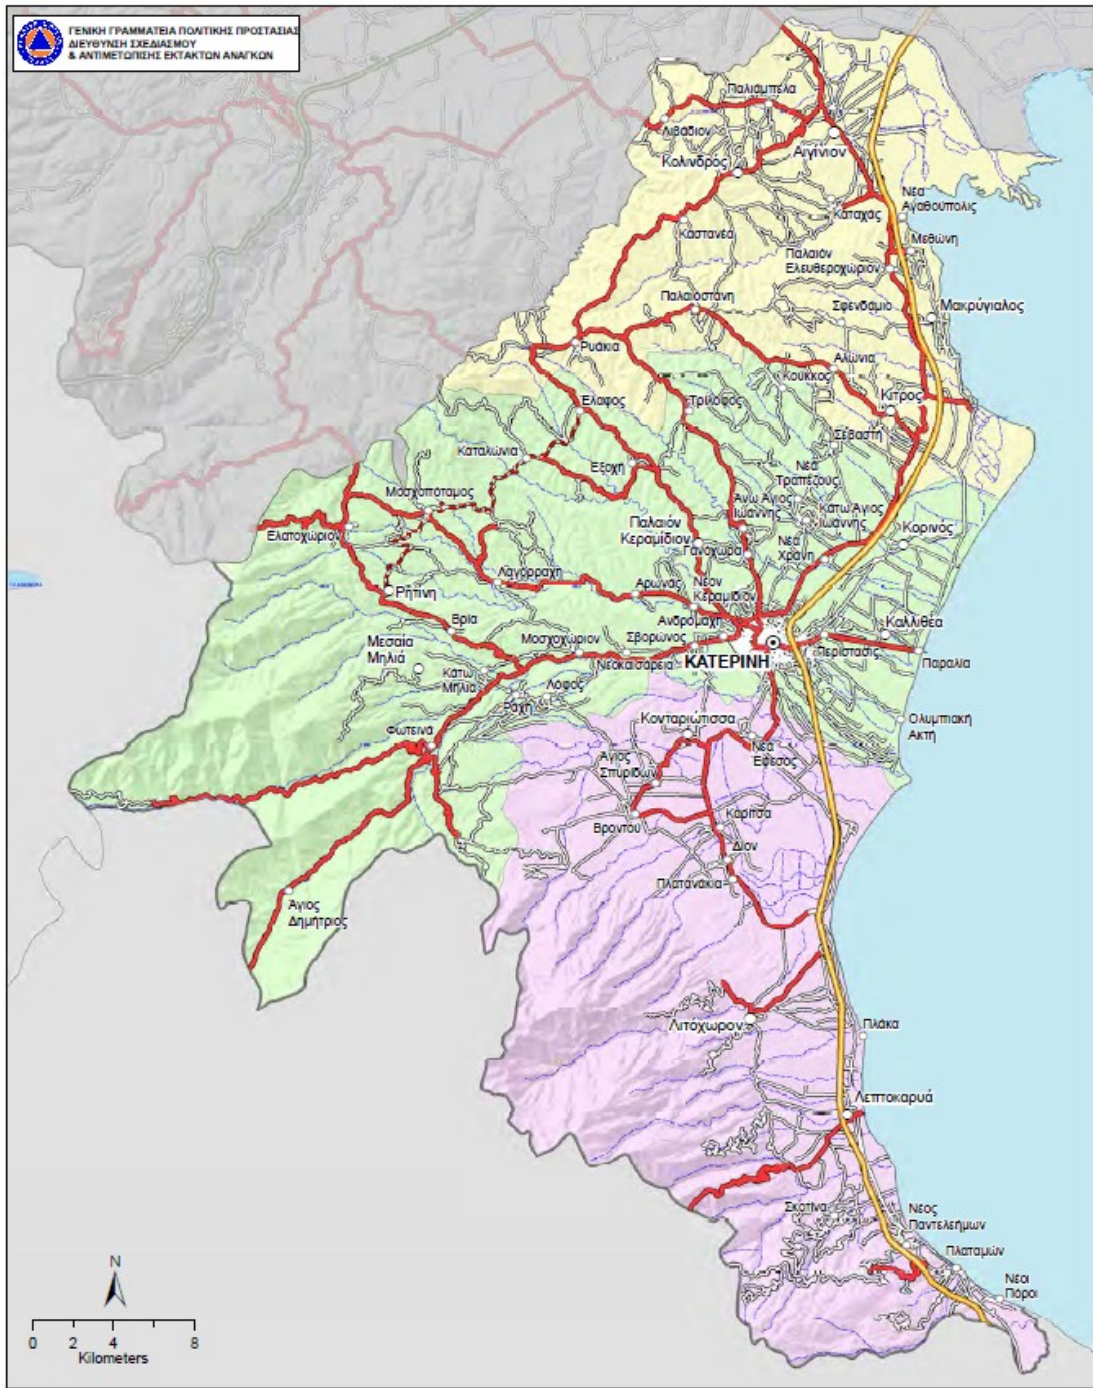 ΓΕΝΙΚΗ ΓΡΑΜΜΑΤΕΙΑ ΠΟΛΙΤΙΚΗΣ ΠΡΟΣΤΑΣΙΑΣ
ΔΙΕΥΘΥΝΣΗ ΣΧΕΔΙΑΣΜΟΥ
& ΑΝΤΙΜΕΤΩΠΙΣΗΣ ΕΚΤΑΚΤΩΝ ΑΝΑΓΚΩΝ
Παλιάμπελα
Λιβάδιον
Αιγίνιον
Κολινδρός
Νέα
Αγαθούπολις
Καταχάς
Καστανέα
Μεθώνη
Παλαιόν
Ελευθεροχώριον
Παλαιόστανη
Σφενδάμιο
Μακρύγιαλος
Ρυάκια
Αλώνια
Κούκκος
Κίτρος
Έλαφος
Τρίλοφος
Σεβαστή
Καταλώνια
Εξοχή
Νέα
Τραπεζούς
Μοσχοπόταμος
Άνω Άγιος
Ιωάννης
Κάτω Άγιος
Ιωάννης
Παλαιόν
Κεραμίδιον
Κορινός
Ελατοχώριον
Γανόχωρα
Νέα
Χράνη
Λαγόρραχη
Ρητίνη
Αρωνάς
Νέον
Κεραμίδιον
Ανδρομάχη
Βρία
Καλλιθέα
Μεσαία
Μηλιά
Μοσχοχώριον
Σβορώνος
Περίστασις
ΚΑΤΕΡΙΝΗ
Νεοκαισάρεια
Παραλία
Κάτω
Μηλιά
Λόφος
Ράχη
Κονταριώτισσα
Ολυμπιακή
Ακτή
Φωτεινά
Νέα
Έφεσος
Άγιος
Σπυρίδων
Βροντού
Καρίτσα
Δίον
Πλατανάκια
Άγιος
Δημήτριος
Λιτόχωρον
Πλάκα
Λεπτοκαρυά
Σκοτίνα
Νέος
Παντελεήμων
Πλαταμών
Νέοι
Πόροι
N
0 2 4 8
Kilometers